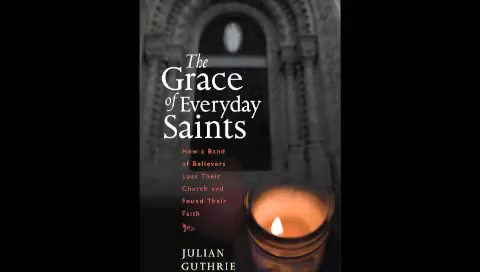 The
Grace
of Everyday
Saints
How a Band
of Believers
Lost Their
Church and
Found Their
Faith
JULIAN
GUTHRIE